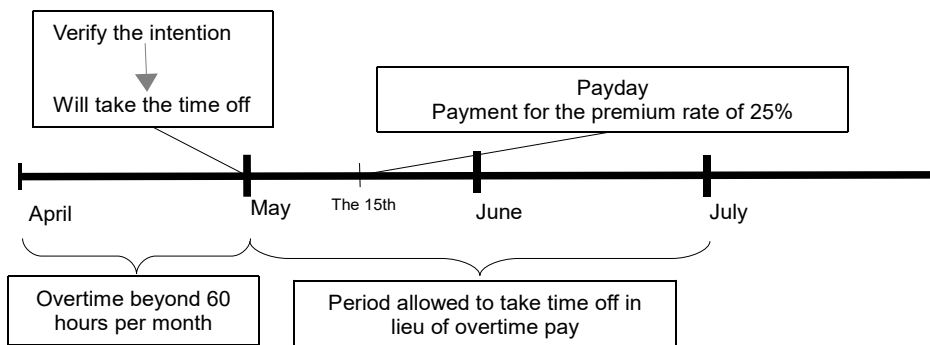 Verify the intention
Will take the time off
Payday
Payment for the premium rate of 25%
April
May
The 15th
June
July
Overtime beyond 60
hours per month
Period allowed to take time off in
lieu of overtime pay